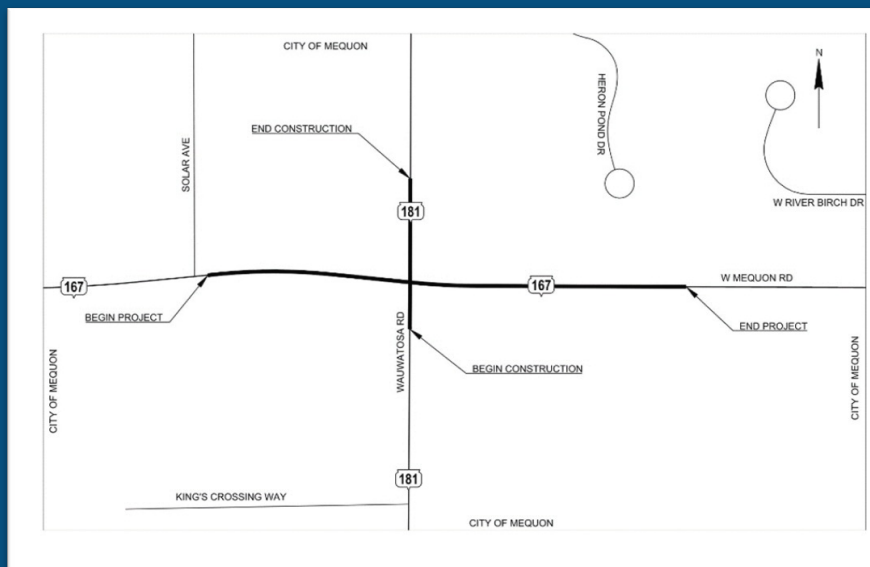 CITY OF MEQUON
N
HERON POND DR
END CONSTRUCTION
SOLAR AVE
W RIVER BIRCH DR
181
W MEQUON RD
167
167
BEGIN PROJECT
END PROJECT
WAUWATOSA RD
BEGIN CONSTRUCTION
CITY OF MEQUON
CITY OF MEQUON
181
KING'S CROSSING WAY
CITY OF MEQUON